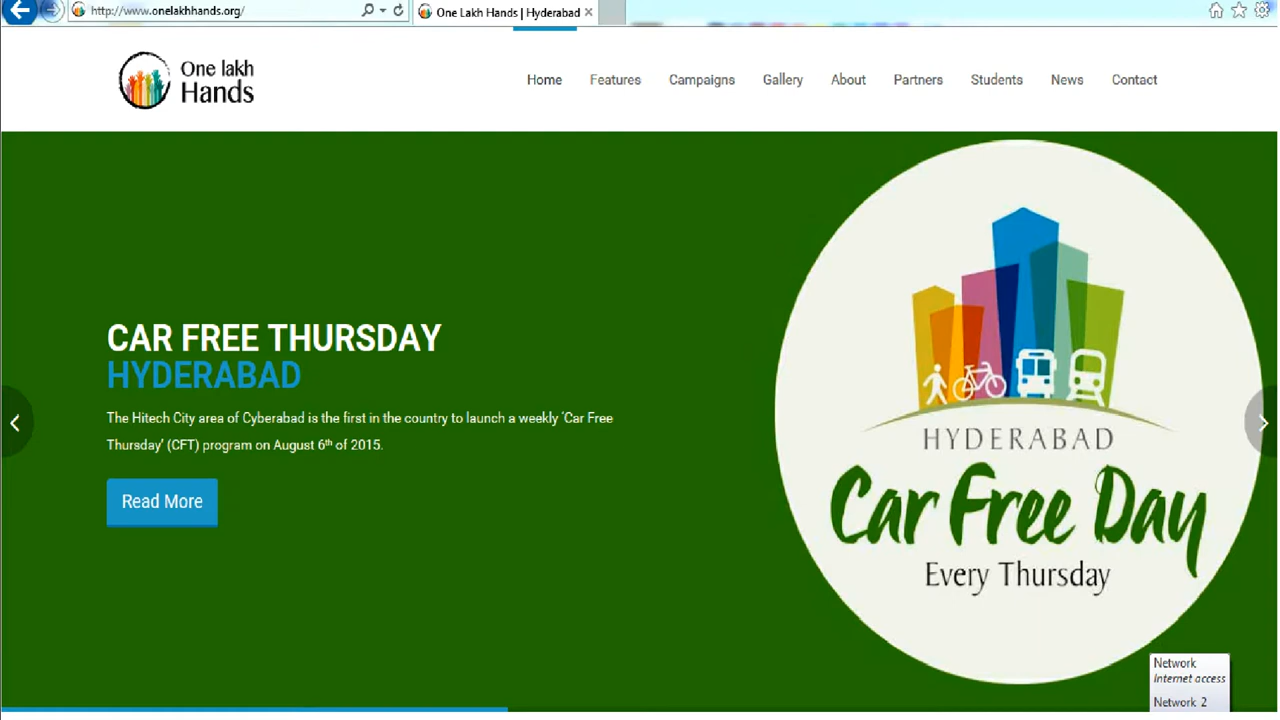 http://www.onelakhhands.org/
One Lakh Hands | Hyderabad
One lakh
Hands
Home Features Campaigns Gallery About Partners Students News Contact
CAR FREE THURSDAY
HYDERABAD
The Hitech City area of Cyberabad is the first in the country to launch a weekly 'Car Free
Thursday' (CFT) program on August 6th of 2015.
Read More
HYDERABAD
Car Free Day
Every Thursday
Network
Internet access
Network 2